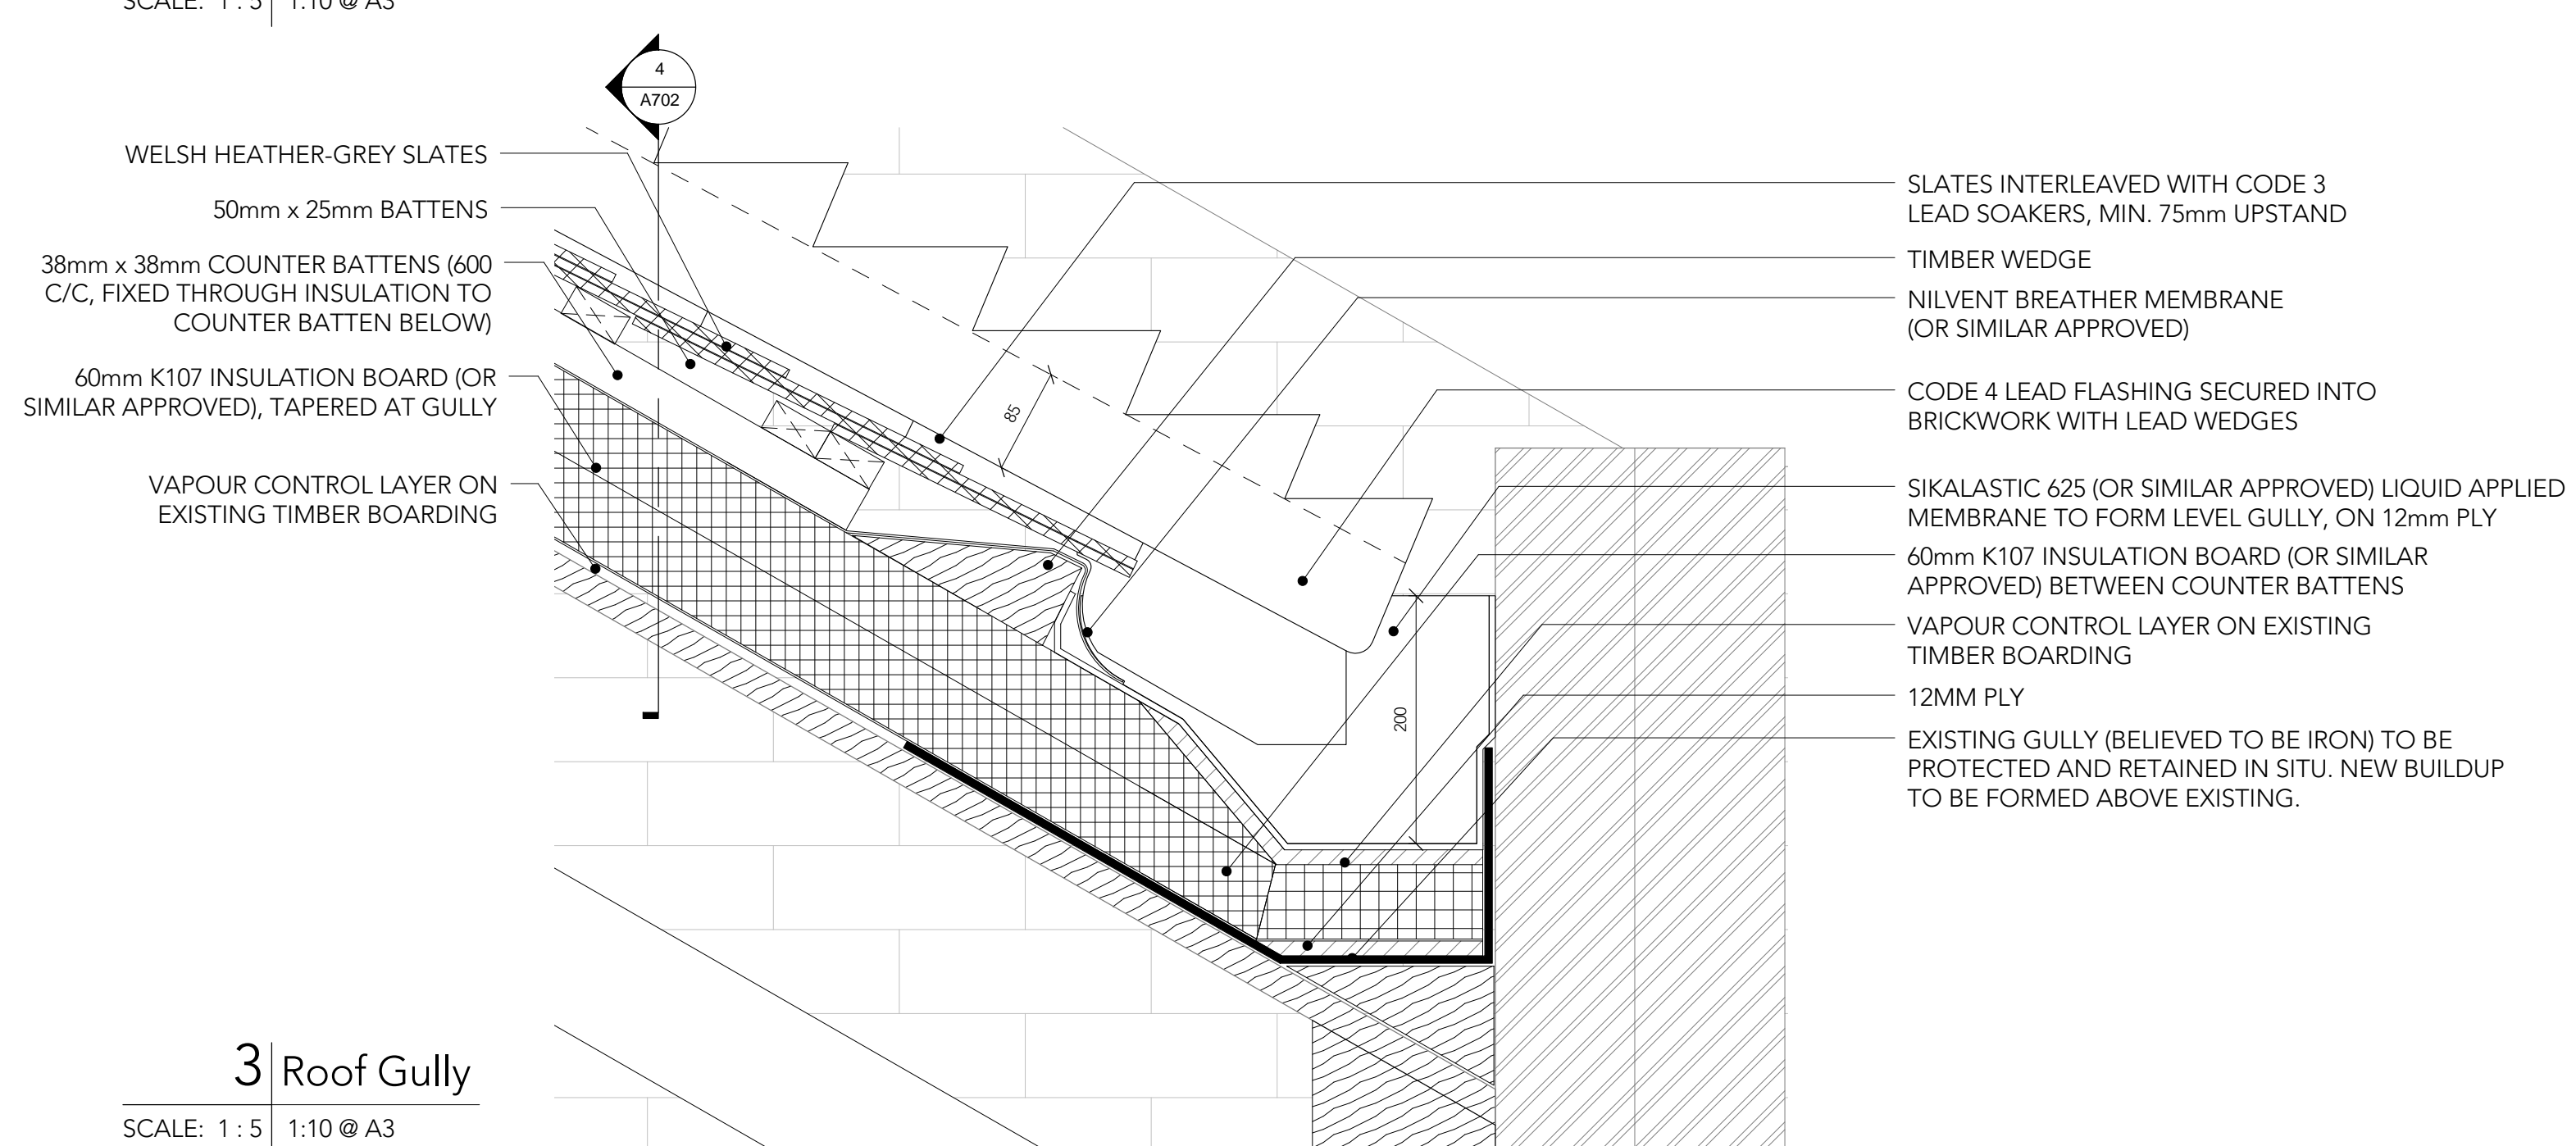 SCALE: 1 : 5 1:10 @ A3
4
A702
WELSH HEATHER-GREY SLATES
50mm x 25mm BATTENS
38mm x 38mm COUNTER BATTENS (600
C/C, FIXED THROUGH INSULATION TO
COUNTER BATTEN BELOW)
60mm K107 INSULATION BOARD (OR
SIMILAR APPROVED), TAPERED AT GULLY
VAPOUR CONTROL LAYER ON
EXISTING TIMBER BOARDING
85
200
SLATES INTERLEAVED WITH CODE 3
LEAD SOAKERS, MIN. 75mm UPSTAND
TIMBER WEDGE
NILVENT BREATHER MEMBRANE
(OR SIMILAR APPROVED)
CODE 4 LEAD FLASHING SECURED INTO
BRICKWORK WITH LEAD WEDGES
SIKALASTIC 625 (OR SIMILAR APPROVED) LIQUID APPLIED
MEMBRANE TO FORM LEVEL GULLY, ON 12mm PLY
60mm K107 INSULATION BOARD (OR SIMILAR
APPROVED) BETWEEN COUNTER BATTENS
VAPOUR CONTROL LAYER ON EXISTING
TIMBER BOARDING
12MM PLY
EXISTING GULLY (BELIEVED TO BE IRON) TO BE
PROTECTED AND RETAINED IN SITU. NEW BUILDUP
TO BE FORMED ABOVE EXISTING.
3 Roof Gully
SCALE: 1 : 5 1:10 @ A3